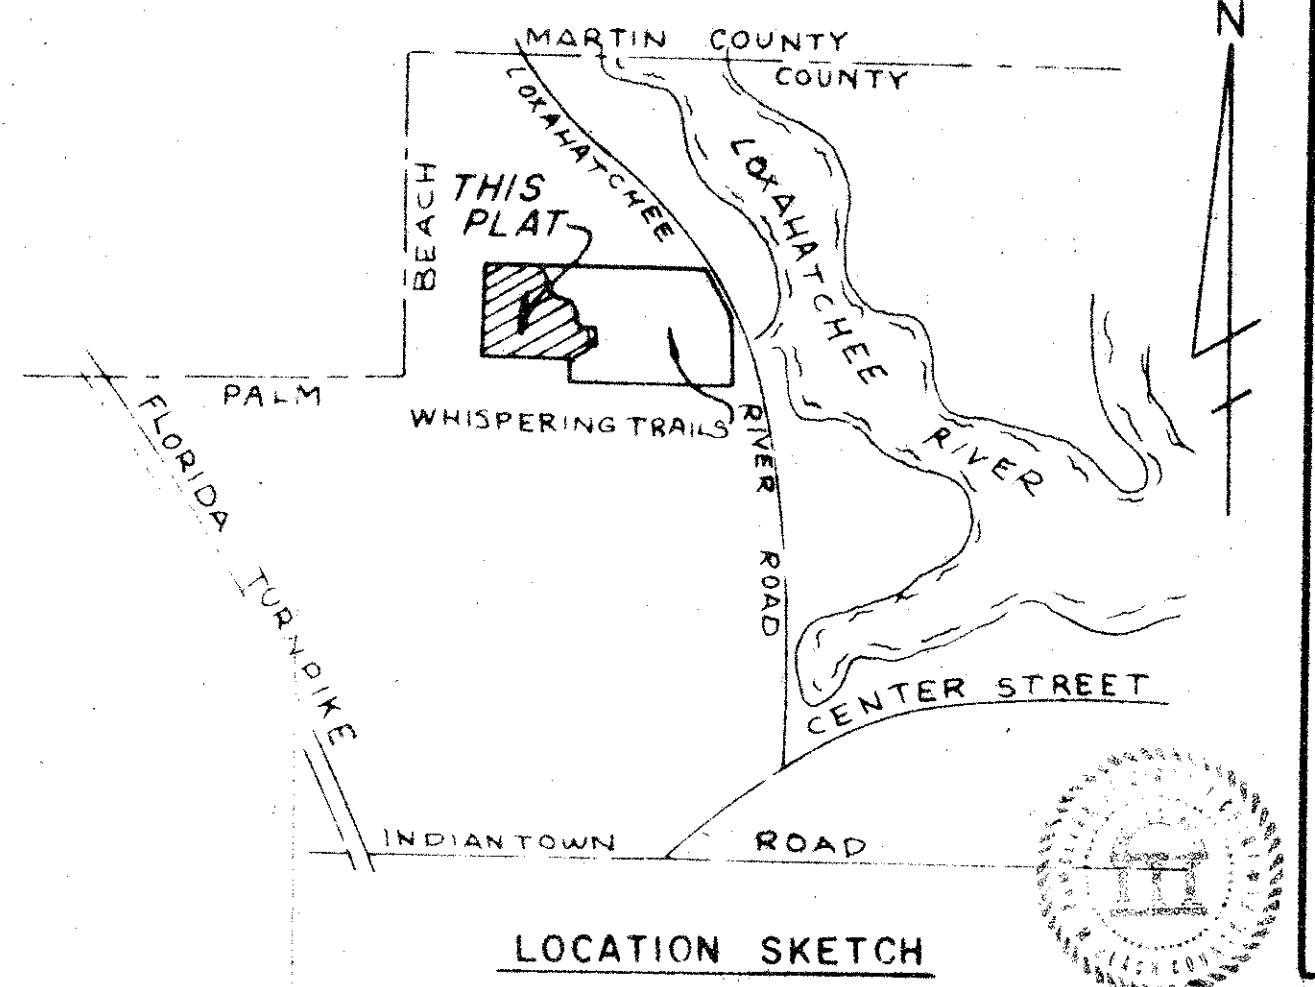 N
MARTIN COUNTY
COUNTY
LOXAHATCHEE
LOXAHATCHEE
BEACH
THIS
PLAT
PALM
WHISPERING TRAILS
RIVER
RIVER ROAD
FLORIDA TURNPIKE
CENTER STREET
INDIANTOWN ROAD
LOCATION SKETCH